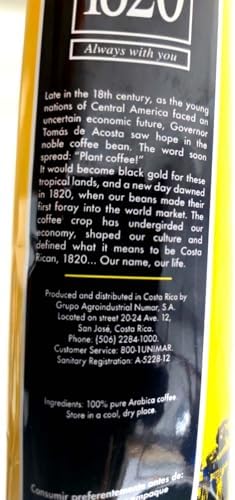 1820
Always with you
Late in the 18th century, as the young
nations of Central America faced an
uncertain economic future, Governor
Tomás de Acosta saw hope in the
noble coffee bean. The word soon
spread: "Plant coffee!"
It would become black gold for these
tropical lands, and a new day dawned
in 1820, when our beans made their
first foray into the world market. The
coffee crop has undergirded our
economy, shaped our culture and
defined what it means to be Costa
Rican, 1820... Our name, our life.
Produced and distributed in Costa Rica by
Grupo Agroindustrial Numar, S.A.
Located on street 20-24 Ave. 12,
San José, Costa Rica.
Phone: (506) 2284-1000.
Customer Service: 800-1UNIMAR.
Sanitary Registration: A-5228-12
Ingredients: 100% pure Arabica coffee.
Store in a cool, dry place.
Consumir preferentemente antes de:
empaque